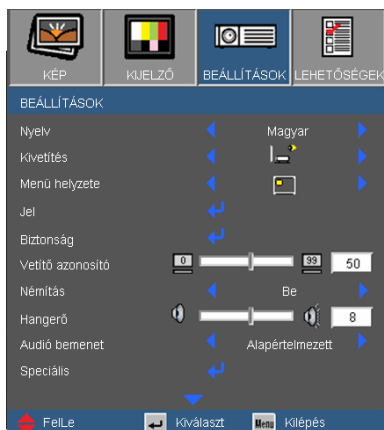 KÉP KIJELZŐ BEÁLLÍTÁSOK LEHETŐSÉGEK
BEÁLLÍTÁSOK
Nyelv Magyar
Kivetítés
Menü helyzete
Jel
Biztonság
Vetítő azonosító 0 99 50
Némítás Be
Hangerő 8
Audió bemenet Alapértelmezett
Speciális
FelLe Kiválaszt Menu Kilépés